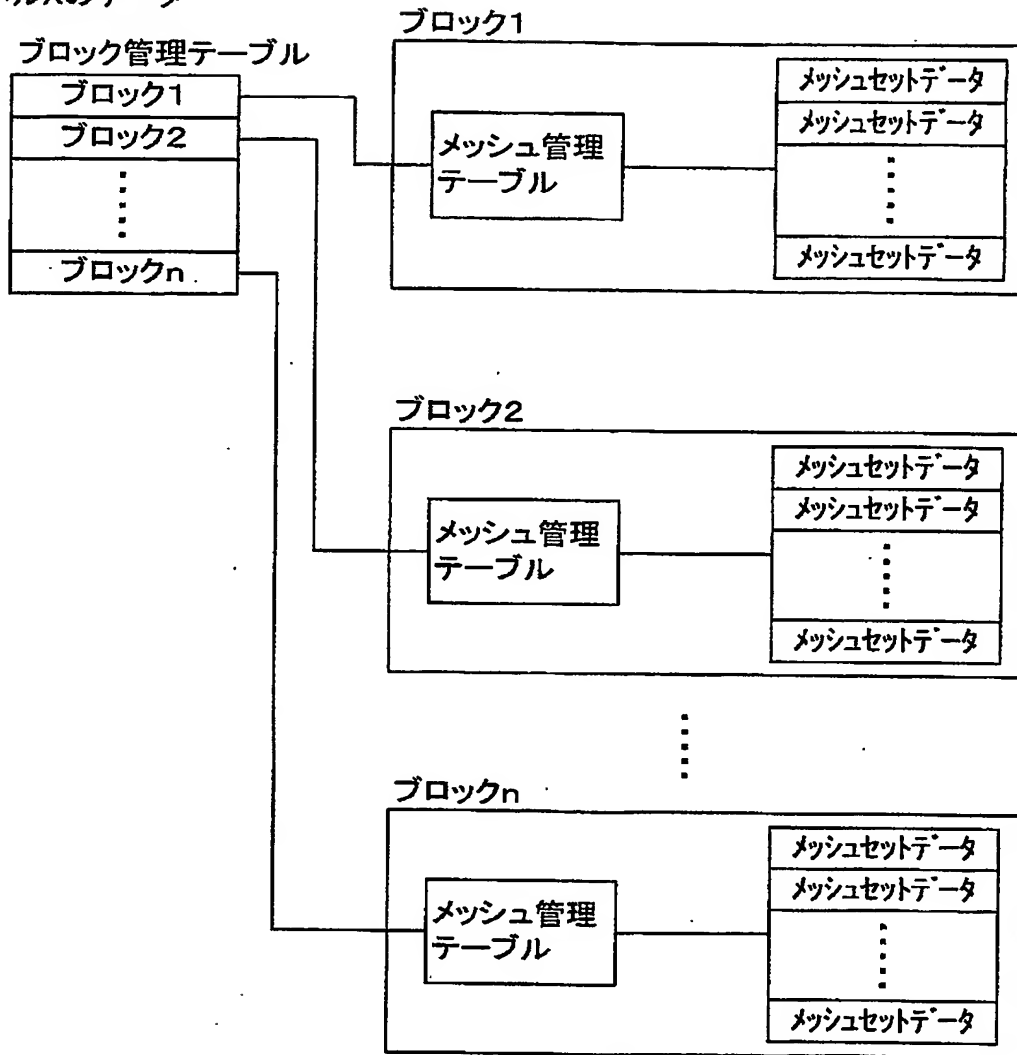 ブロック管理テーブル
ブロック1
ブロック2
ブロックn
ブロック1
メッシュ管理
テーブル
メッシュセットデータ
メッシュセットデータ
メッシュセットデータ
ブロック2
メッシュ管理
テーブル
メッシュセットデータ
メッシュセットデータ
メッシュセットデータ
ブロックn
メッシュ管理
テーブル
メッシュセットデータ
メッシュセットデータ
メッシュセットデータ